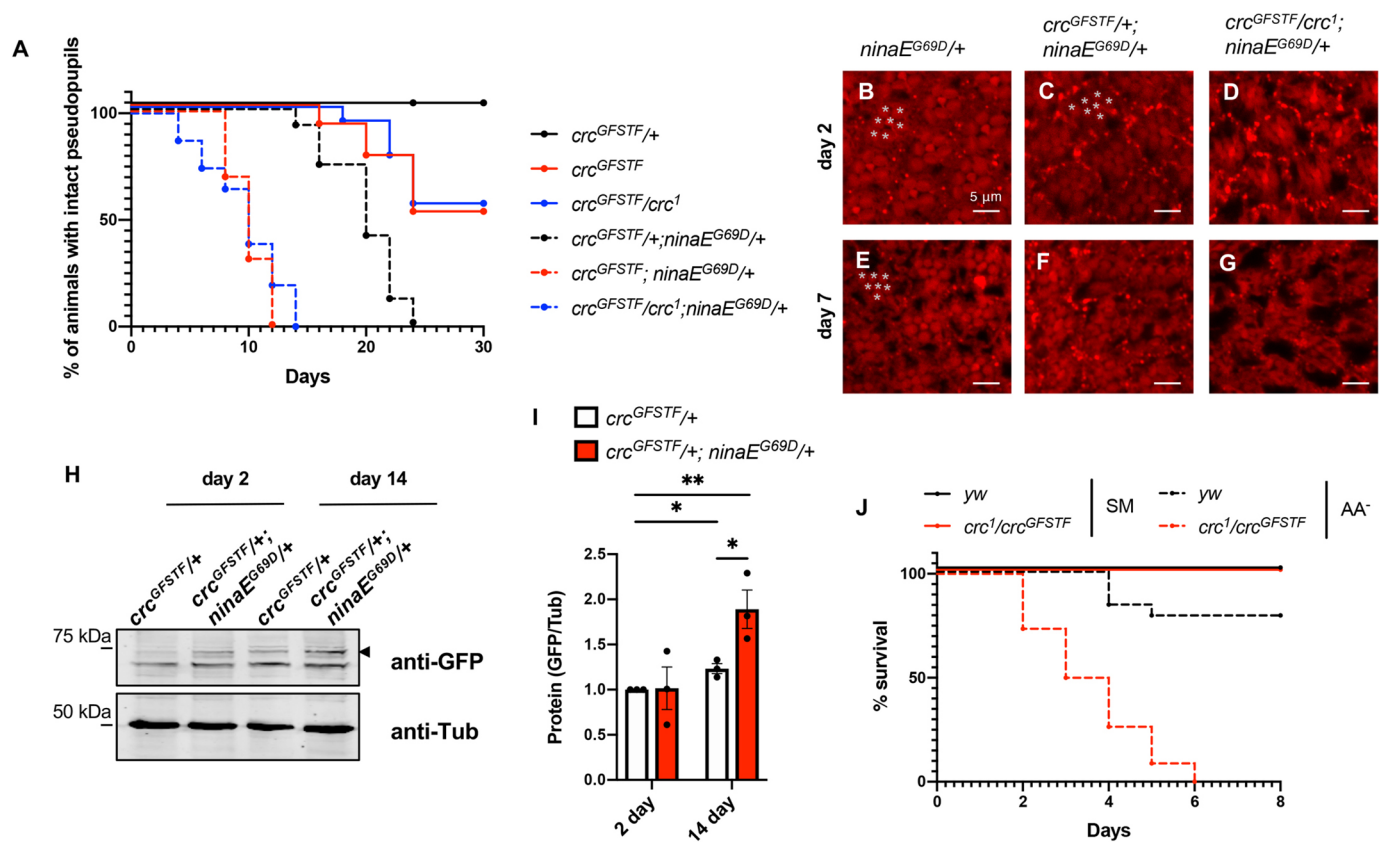 A
% of animals with intact pseudopupils
100
50
0
0 10 20 30
Days
crcGFSTF/+
crcGFSTF
crcGFSTF/crc1
crcGFSTF/+;ninaEG69D/+
crcGFSTF; ninaEG69D/+
crcGFSTF/crc1;ninaEG69D/+
ninaEG69D/+
crcGFSTF/+;
ninaEG69D/+
crcGFSTF/crc1;
ninaEG69D/+
day 2
B
* * * * * * *
5 µm
C
* * * * * * *
D
day 7
E
* * * * * * *
F
G
H
day 2
day 14
crcGFSTF/+
crcGFSTF/+;
ninaEG69D/+
crcGFSTF/+
crcGFSTF/+;
ninaEG69D/+
75 kDa
anti-GFP
50 kDa
anti-Tub
I
crcGFSTF/+
crcGFSTF/+; ninaEG69D/+
**
*
*
Protein (GFP/Tub)
2.5
2.0
1.5
1.0
0.5
0.0
2 day
14 day
J
yw
crc1/crcGFSTF
SM
yw
crc1/crcGFSTF
AA-
% survival
100
50
0
0 2 4 6 8
Days